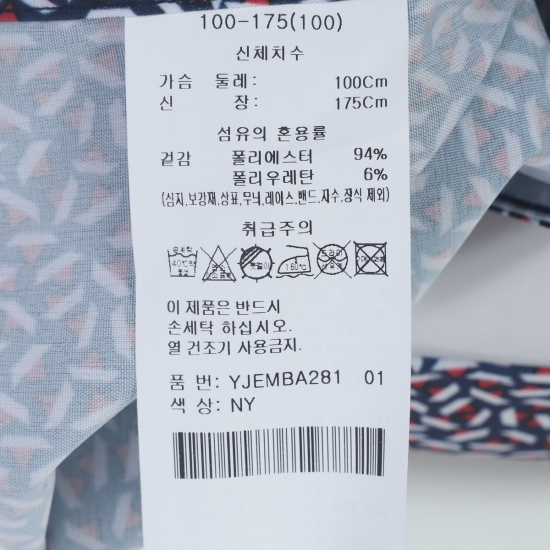 100-175(100)
신체치수
가슴 둘레: 100Cm
신 장: 175Cm
섬유의 혼용률
겉감 폴리에스터 94%
폴리우레탄 6%
(심지.보강재.상표.무늬.레이스.밴드.자수.장식 제외)
취급주의
40℃ 160℃
이 제품은 반드시
손세탁 하십시오.
열 건조기 사용금지.
품 번: YJEMBA281 01
색 상: NY